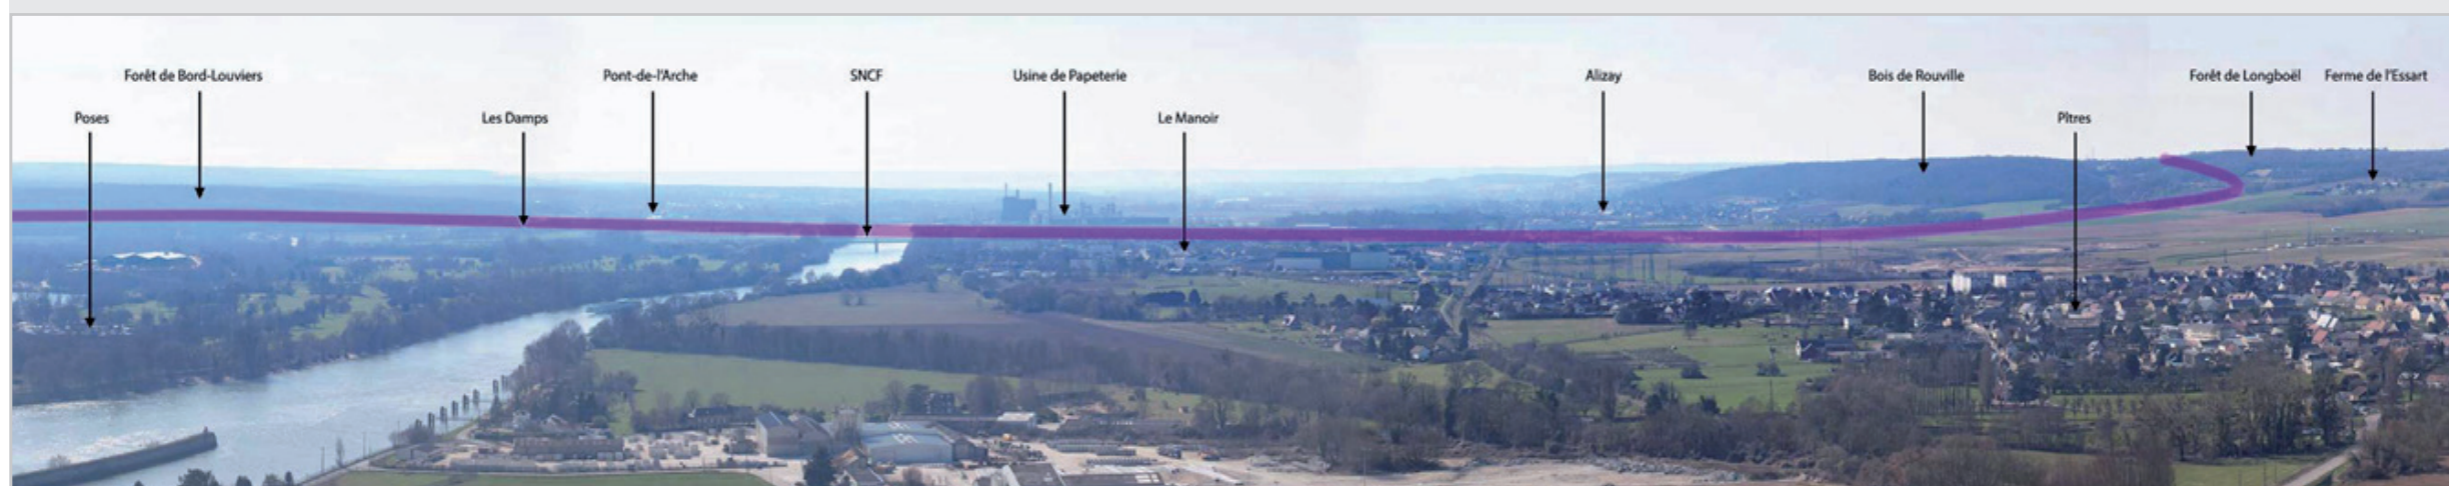 Forêt de Bord-Louviers
Pont-de-l'Arche
SNCF
Usine de Papeterie
Alizay
Bois de Rouville
Forêt de Longboël
Ferme de l'Essart
Poses
Les Damps
Le Manoir
Pîtres